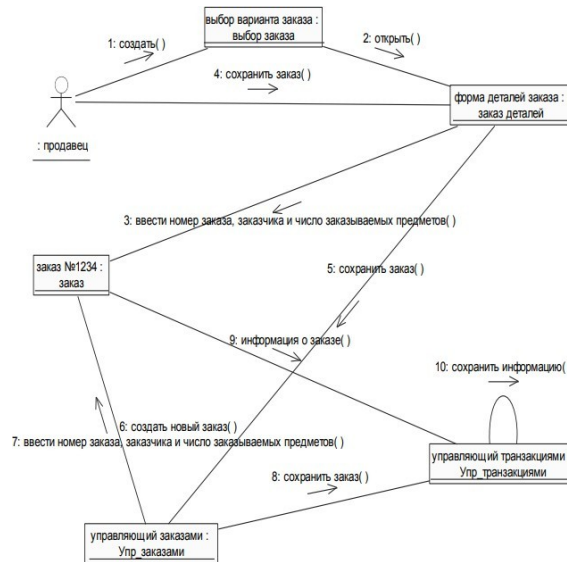 выбор варианта заказа :
выбор заказа
1: создать( )
2: открыть( )
4: сохранить заказ( )
форма деталей заказа :
заказ деталей
: продавец
3: ввести номер заказа, заказчика и число заказываемых предметов( )
заказ №1234 :
заказ
5: сохранить заказ( )
9: информация о заказе( )
10: сохранить информацию( )
6: создать новый заказ( )
7: ввести номер заказа, заказчика и число заказываемых предметов( )
управляющий транзакциями :
Упр_транзакциями
8: сохранить заказ( )
управляющий заказами :
Упр_заказами